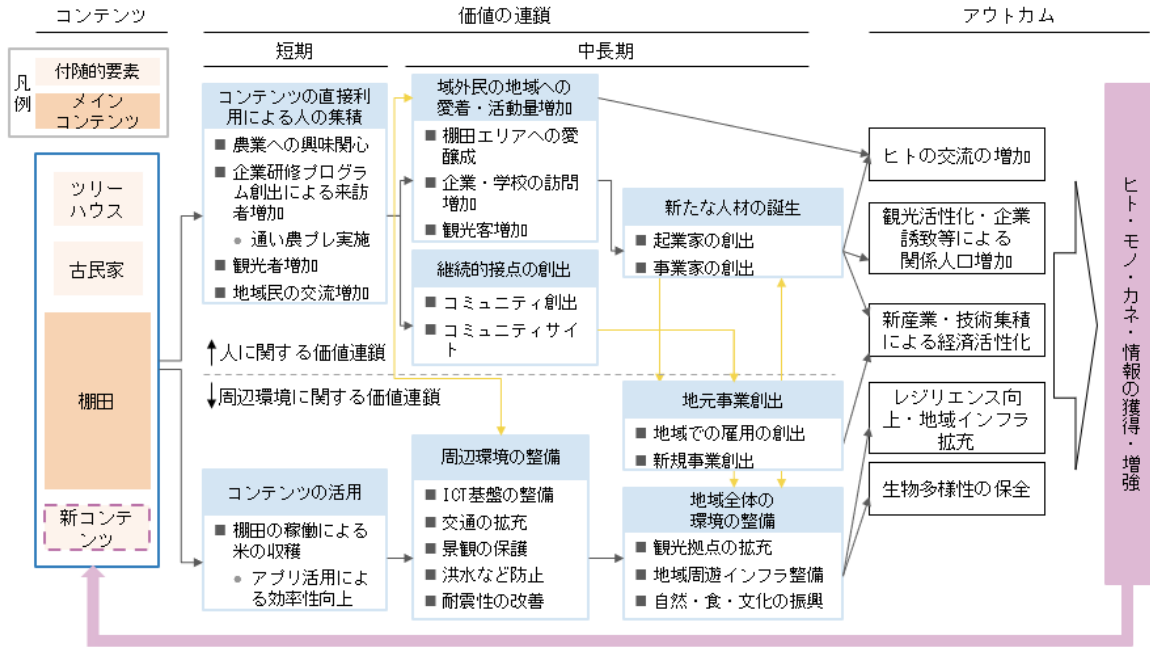 コンテンツ
価値の連鎖
アウトカム
短期
中長期
凡例
付随的要素
メイン
コンテンツ
ツリー
ハウス
古民家
棚田
新コンテ
ンツ
コンテンツの直接利
用による人の集積
■ 農業への興味関心
■ 企業研修プログラ
ム創出による来訪
者増加
● 通い農プレ実施
■ 観光者増加
■ 地域民の交流増加
↑人に関する価値連鎖
↓周辺環境に関する価値連鎖
コンテンツの活用
■ 棚田の稼働による
米の収穫
● アプリ活用によ
る効率性向上
域外民の地域への
愛着・活動量増加
■ 棚田エリアへの愛
醸成
■ 企業・学校の訪問
増加
■ 観光客増加
継続的接点の創出
■ コミュニティ創出
■ コミュニティサイ
ト
周辺環境の整備
■ ICT基盤の整備
■ 交通の拡充
■ 景観の保護
■ 洪水など防止
■ 耐震性の改善
新たな人材の誕生
■ 起業家の創出
■ 事業家の創出
地元事業創出
■ 地域での雇用の創出
■ 新規事業創出
地域全体の
環境の整備
■ 観光拠点の拡充
■ 地域周遊インフラ整備
■ 自然・食・文化の振興
ヒトの交流の増加
観光活性化・企業
誘致等による
関係人口増加
新産業・技術集積
による経済活性化
レジリエンス向
上・地域インフラ
拡充
生物多様性の保全
ヒト・モノ・カネ・情報の獲得・増強